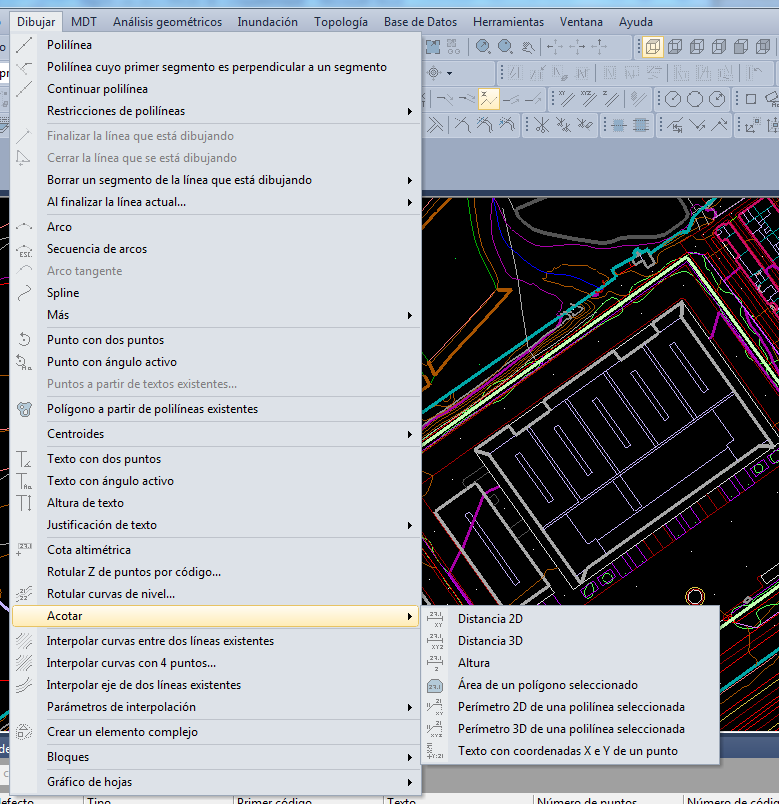 Dibujar MDT Análisis geométricos Inundación Topología Base de Datos Herramientas Ventana Ayuda
Polilínea
Polilínea cuyo primer segmento es perpendicular a un segmento
Continuar polilínea
Restricciones de polilíneas
Finalizar la línea que está dibujando
Cerrar la línea que se está dibujando
Borrar un segmento de la línea que está dibujando
Al finalizar la línea actual...
Arco
Secuencia de arcos
Arco tangente
Spline
Más
Punto con dos puntos
Punto con ángulo activo
Puntos a partir de textos existentes...
Polígono a partir de polilíneas existentes
Centroides
Texto con dos puntos
Texto con ángulo activo
Altura de texto
Justificación de texto
Cota altimétrica
Rotular Z de puntos por código...
Rotular curvas de nivel...
Acotar
Interpolar curvas entre dos líneas existentes
Interpolar curvas con 4 puntos...
Interpolar eje de dos líneas existentes
Parámetros de interpolación
Crear un elemento complejo
Bloques
Gráfico de hojas
Distancia 2D
Distancia 3D
Altura
Área de un polígono seleccionado
Perímetro 2D de una polilínea seleccionada
Perímetro 3D de una polilínea seleccionada
Texto con coordenadas X e Y de un punto
efecto Tipo Primer código Texto Número de puntos Número de códig